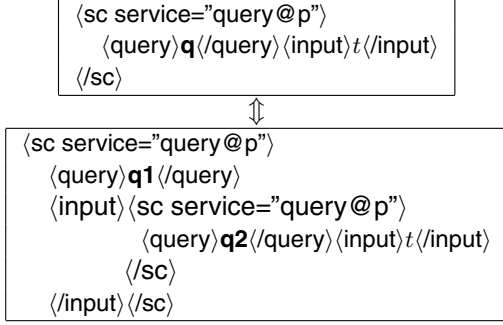 ⟨sc service=”query@p”⟩
⟨query⟩q⟨/query⟩⟨input⟩t⟨/input⟩
⟨/sc⟩
⇕
⟨sc service=”query@p”⟩
⟨query⟩q1⟨/query⟩
⟨input⟩⟨sc service=”query@p”⟩
⟨query⟩q2⟨/query⟩⟨input⟩t⟨/input⟩
⟨/sc⟩
⟨/input⟩⟨/sc⟩